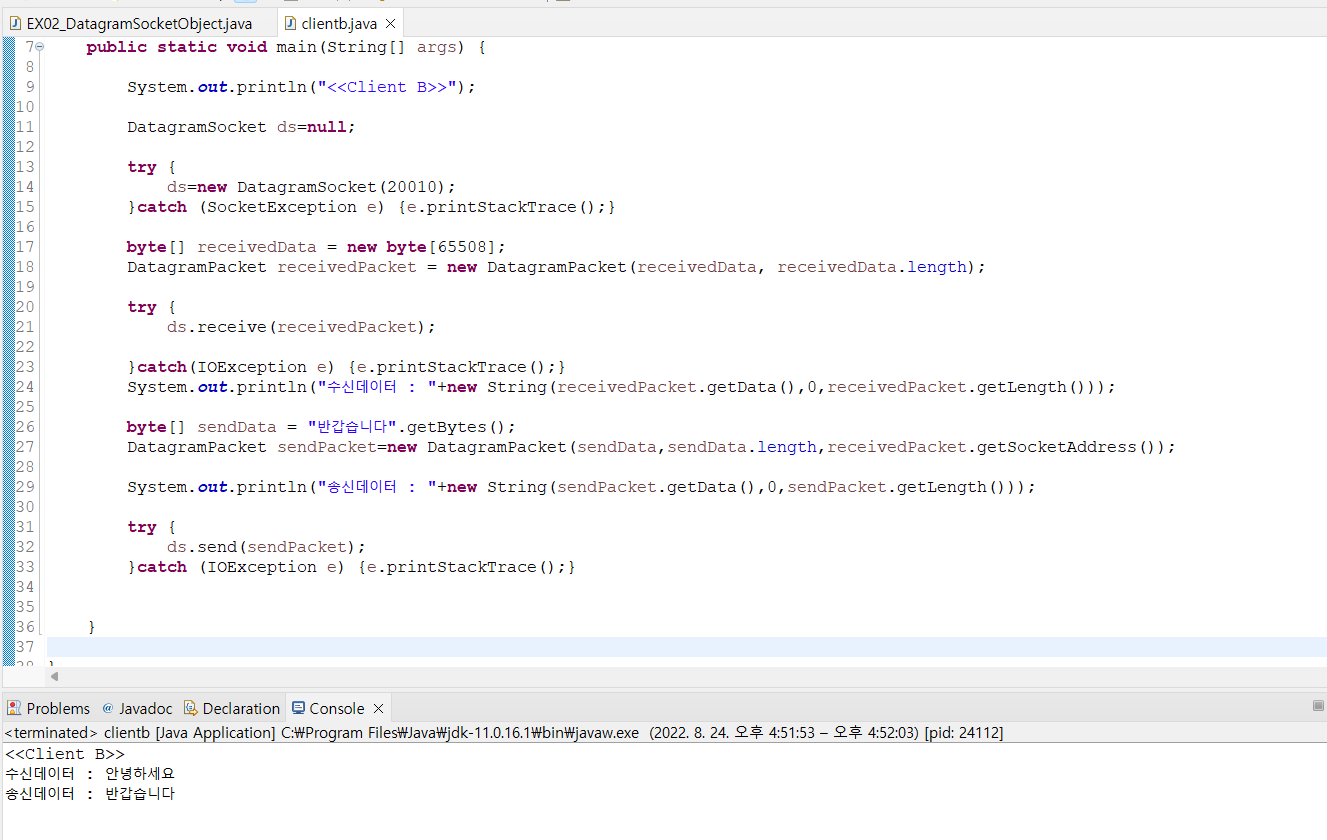 EX02_DatagramSocketObject.java clientb.java
7 public static void main(String[] args) {
8
9 System.out.println("<<Client B>>");
10
11 DatagramSocket ds=null;
12
13 try {
14 ds=new DatagramSocket(20010);
15 }catch (SocketException e) {e.printStackTrace();}
16
17 byte[] receivedData = new byte[65508];
18 DatagramPacket receivedPacket = new DatagramPacket(receivedData, receivedData.length);
19
20 try {
21 ds.receive(receivedPacket);
22
23 }catch(IOException e) {e.printStackTrace();}
24 System.out.println("수신데이터 : "+new String(receivedPacket.getData(),0,receivedPacket.getLength()));
25
26 byte[] sendData = "반갑습니다".getBytes();
27 DatagramPacket sendPacket=new DatagramPacket(sendData,sendData.length,receivedPacket.getSocketAddress());
28
29 System.out.println("송신데이터 : "+new String(sendPacket.getData(),0,sendPacket.getLength()));
30
31 try {
32 ds.send(sendPacket);
33 }catch (IOException e) {e.printStackTrace();}
34
35
36 }
37
Problems @ Javadoc Declaration Console
<terminated> clientb [Java Application] C:₩Program Files₩Java₩jdk-11.0.16.1₩bin₩javaw.exe (2022. 8. 24. 오후 4:51:53 – 오후 4:52:03) [pid: 24112]
<<Client B>>
수신데이터 : 안녕하세요
송신데이터 : 반갑습니다